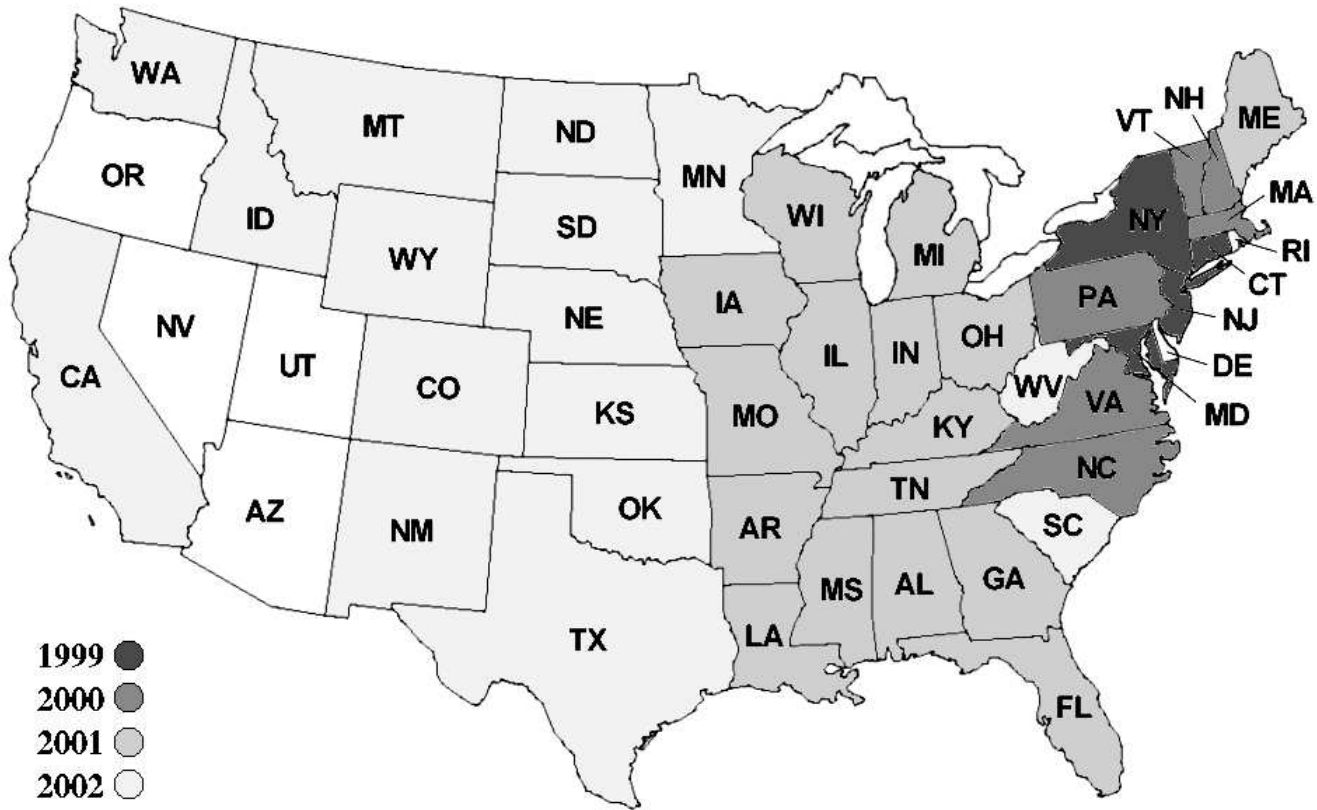 WA
MT
ND
MN
VT
NH
ME
OR
ID
SD
WI
MI
NY
MA
RI
WY
CT
IA
PA
NV
NE
NJ
UT
IL
IN
OH
DE
CA
CO
WV
MD
KS
MO
KY
VA
AZ
NM
OK
TN
NC
AR
SC
MS
AL
GA
TX
LA
FL
1999
2000
2001
2002